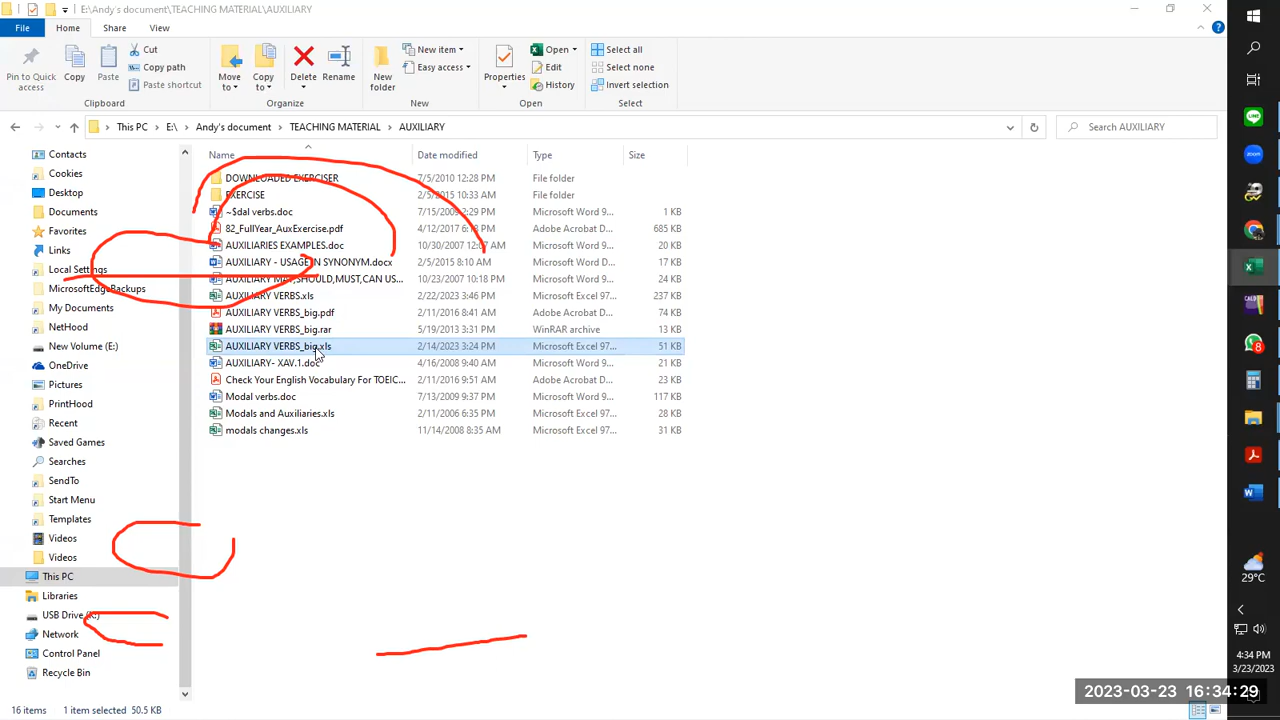 E:\Andy's document\TEACHING MATERIAL\AUXILIARY
File Home Share View
Pin to Quick access
Copy
Paste
Cut
Copy path
Paste shortcut
Move to
Copy to
Delete
Rename
New folder
New item
Easy access
Properties
Open
Edit
History
Select all
Select none
Invert selection
Clipboard Organize New Open Select
This PC > E:\ > Andy's document > TEACHING MATERIAL > AUXILIARY
Search AUXILIARY
Contacts
Cookies
Desktop
Documents
Favorites
Links
Local Settings
MicrosoftEdgeBackups
My Documents
NetHood
New Volume (E:)
OneDrive
Pictures
PrintHood
Recent
Saved Games
Searches
SendTo
Start Menu
Templates
Videos
Videos
This PC
Libraries
USB Drive
Network
Control Panel
Recycle Bin
Name Date modified Type Size
DOWNLOADED EXERCISER 7/5/2010 12:28 PM File folder
EXERCISE 2/5/2015 10:33 AM File folder
~$dal verbs.doc 7/15/2009 2:29 PM Microsoft Word 9... 1 KB
82_FullYear_AuxExercise.pdf 4/12/2017 PM Adobe Acrobat D... 685 KB
AUXILIARIES EXAMPLES.doc 10/30/2007 AM Microsoft Word 9... 20 KB
AUXILIARY - USAGE IN SYNONYM.docx 2/5/2015 8:10 AM Microsoft Word D... 17 KB
AUXILIARY MAY,SHOULD,MUST,CAN US... 10/23/2007 10:18 PM Microsoft Word 9... 24 KB
AUXILIARY VERBS.xls 2/22/2023 3:46 PM Microsoft Excel 97... 237 KB
AUXILIARY VERBS_big.pdf 2/11/2016 8:41 AM Adobe Acrobat D... 74 KB
AUXILIARY VERBS_big.rar 5/19/2013 3:31 PM WinRAR archive 13 KB
AUXILIARY VERBS_big.xls 2/14/2023 3:24 PM Microsoft Excel 97... 51 KB
AUXILIARY- XAV.1.doc 4/16/2008 9:40 AM Microsoft Word 9... 21 KB
Check Your English Vocabulary For TOEIC... 2/11/2016 9:51 AM Adobe Acrobat D... 23 KB
Modal verbs.doc 7/13/2009 9:37 PM Microsoft Word 9... 117 KB
Modals and Auxiliaries.xls 2/11/2006 6:35 PM Microsoft Excel 97... 28 KB
modals changes.xls 11/14/2008 8:35 AM Microsoft Excel 97... 31 KB
16 items 1 item selected 50.5 KB
29°C
4:34 PM
3/23/2023
2023-03-23 16:34:29